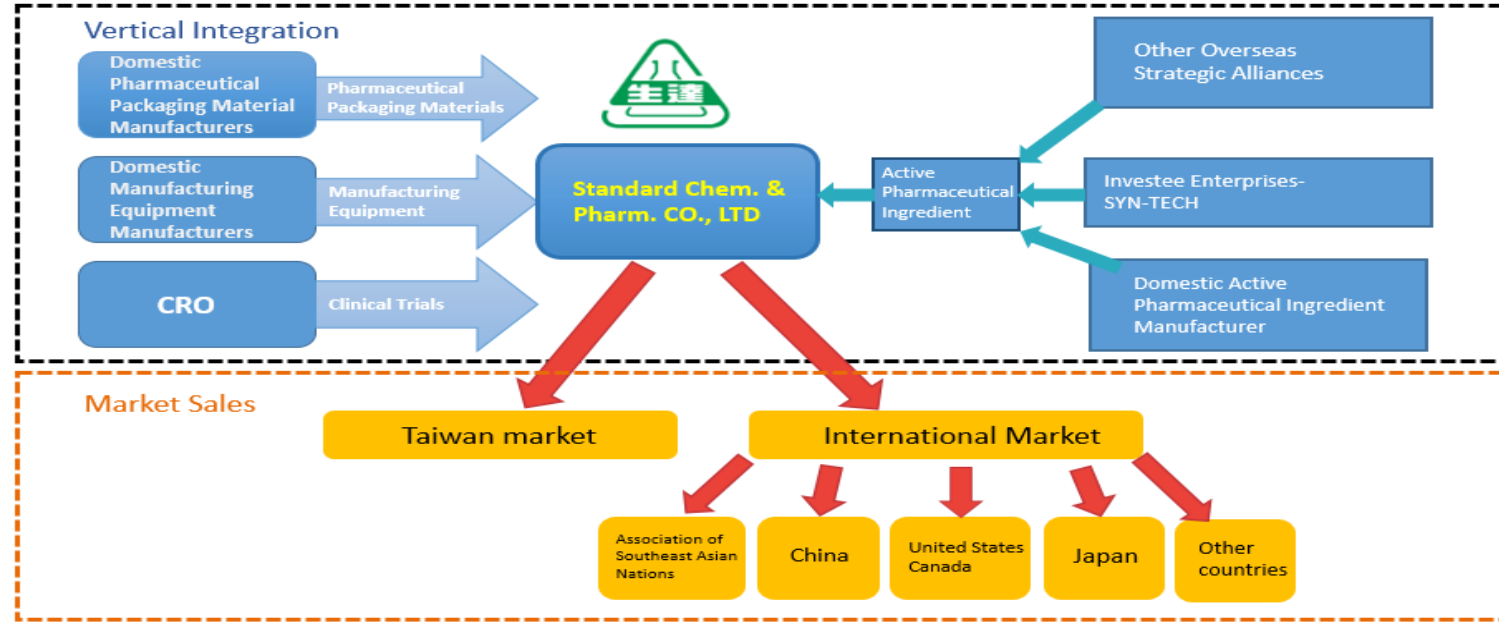 Vertical Integration
Domestic
Pharmaceutical
Packaging Material
Manufacturers
Pharmaceutical
Packaging Materials
生達
Other Overseas
Strategic Alliances
Domestic
Manufacturing
Equipment
Manufacturers
Manufacturing
Equipment
Standard Chem. &
Pharm. CO., LTD
Active
Pharmaceutical
Ingredient
Investee Enterprises-
SYN-TECH
CRO
Clinical Trials
Domestic Active
Pharmaceutical Ingredient
Manufacturer
Market Sales
Taiwan market
International Market
Association of
Southeast Asian
Nations
China
United States
Canada
Japan
Other
countries